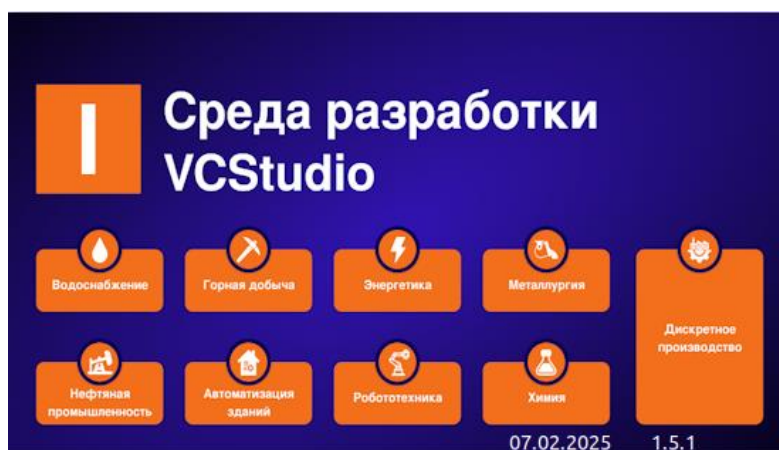 I
Среда разработки
VCStudio
Водоснабжение
Горная добыча
Энергетика
Металлургия
Дискретное
производство
Нефтяная
промышленность
Автоматизация
зданий
Робототехника
Химия
07.02.2025 1.5.1